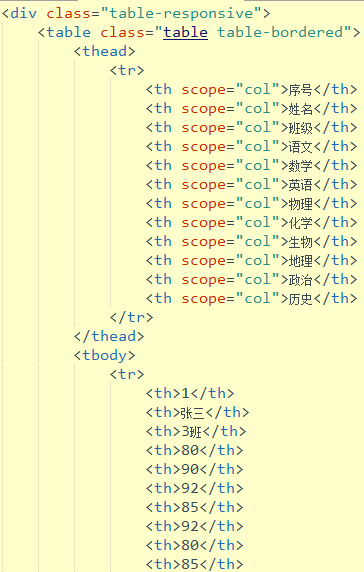 <div class="table-responsive">
<table class="table table-bordered">
<thead>
<tr>
<th scope="col">序号</th>
<th scope="col">姓名</th>
<th scope="col">班级</th>
<th scope="col">语文</th>
<th scope="col">数学</th>
<th scope="col">英语</th>
<th scope="col">物理</th>
<th scope="col">化学</th>
<th scope="col">生物</th>
<th scope="col">地理</th>
<th scope="col">政治</th>
<th scope="col">历史</th>
</tr>
</thead>
<tbody>
<tr>
<th>1</th>
<th>张三</th>
<th>3班</th>
<th>80</th>
<th>90</th>
<th>92</th>
<th>85</th>
<th>92</th>
<th>80</th>
<th>85</th>